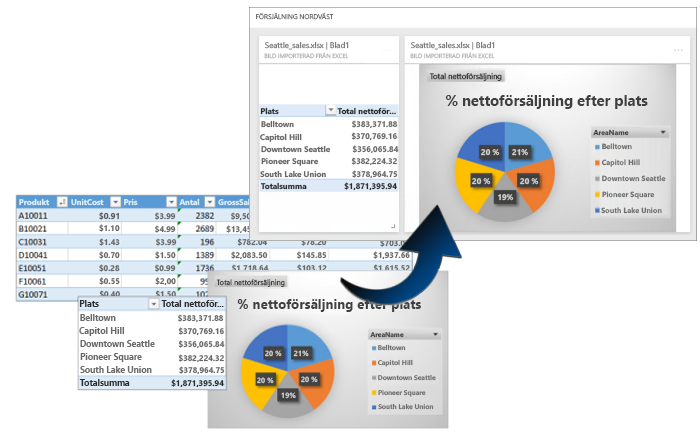 FÖRSJÄLNING NORDVÄST
Seattle_sales.xlsx | Blad1
BILD IMPORTERAD FRÅN EXCEL
Plats Total nettoför...
Belltown $383,371.88
Capitol Hill $370,769.16
Downtown Seattle $356,065.84
Pioneer Square $382,224.32
South Lake Union $378,964.75
Totalsumma $1,871,395.94
Seattle_sales.xlsx | Blad1
BILD IMPORTERAD FRÅN EXCEL
Total nettoförsäljning
% nettoförsäljning efter plats
20 % 21%
20 % 20 %
19%
AreaName
Belltown
Capitol Hill
Downtown Seattle
Pioneer Square
South Lake Union
Produkt UnitCost Pris Antal GrossSal
A10011 $0.91 $3.99 2382 $9,50
B10021 $1.10 $4.99 2689 $13,45
C10031 $1.43 $3.99 196 $782.04 $78.20 $703.0
D10041 $0.70 $1.50 1389 $2,083.50 $145.85 $1,937.66
E10051 $0.28 $0.99 1736 $1,718.64 $103.12 $1,615.52
F10061 $0.55 $2,00 99
G10071 $0.40 $1.50 102
Plats Total nettoför...
Belltown $383,371.88
Capitol Hill $370,769.16
Downtown Seattle $356,065.84
Pioneer Square $382,224.32
South Lake Union $378,964.75
Totalsumma $1,871,395.94
Total nettoförsäljning
% nettoförsäljning efter plats
20 % 21%
20 % 20 %
19%
AreaName
Belltown
Capitol Hill
Downtown Seattle
Pioneer Square
South Lake Union